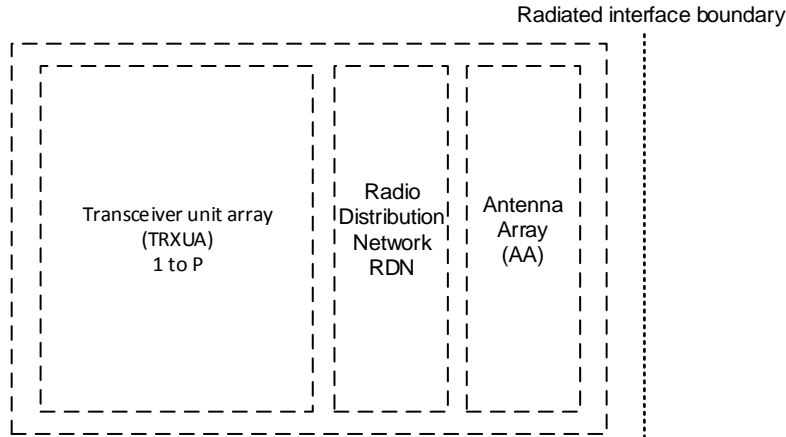 Radiated interface boundary
Transceiver unit array
(TRXUA)
1 to P
Radio
Distribution
Network
RDN
Antenna
Array
(AA)